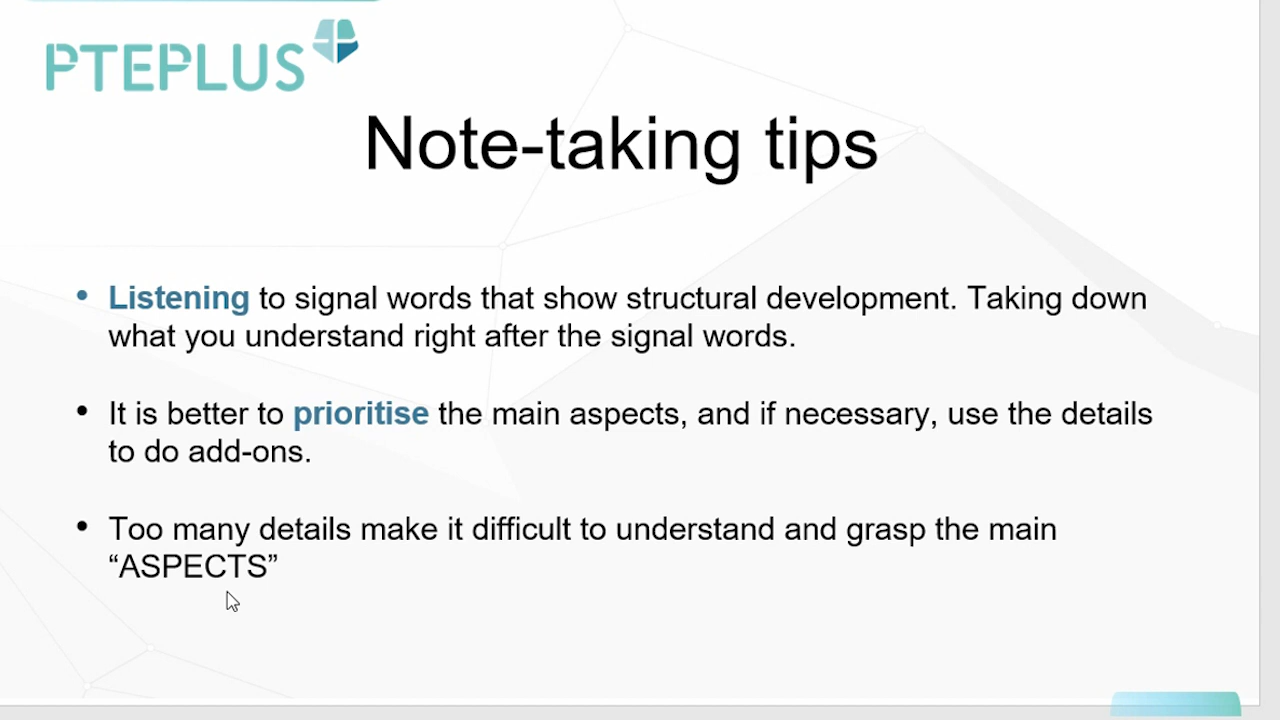 PTEPLUS
Note-taking tips
• Listening to signal words that show structural development. Taking down
what you understand right after the signal words.
• It is better to prioritise the main aspects, and if necessary, use the details
to do add-ons.
• Too many details make it difficult to understand and grasp the main
“ASPECTS”